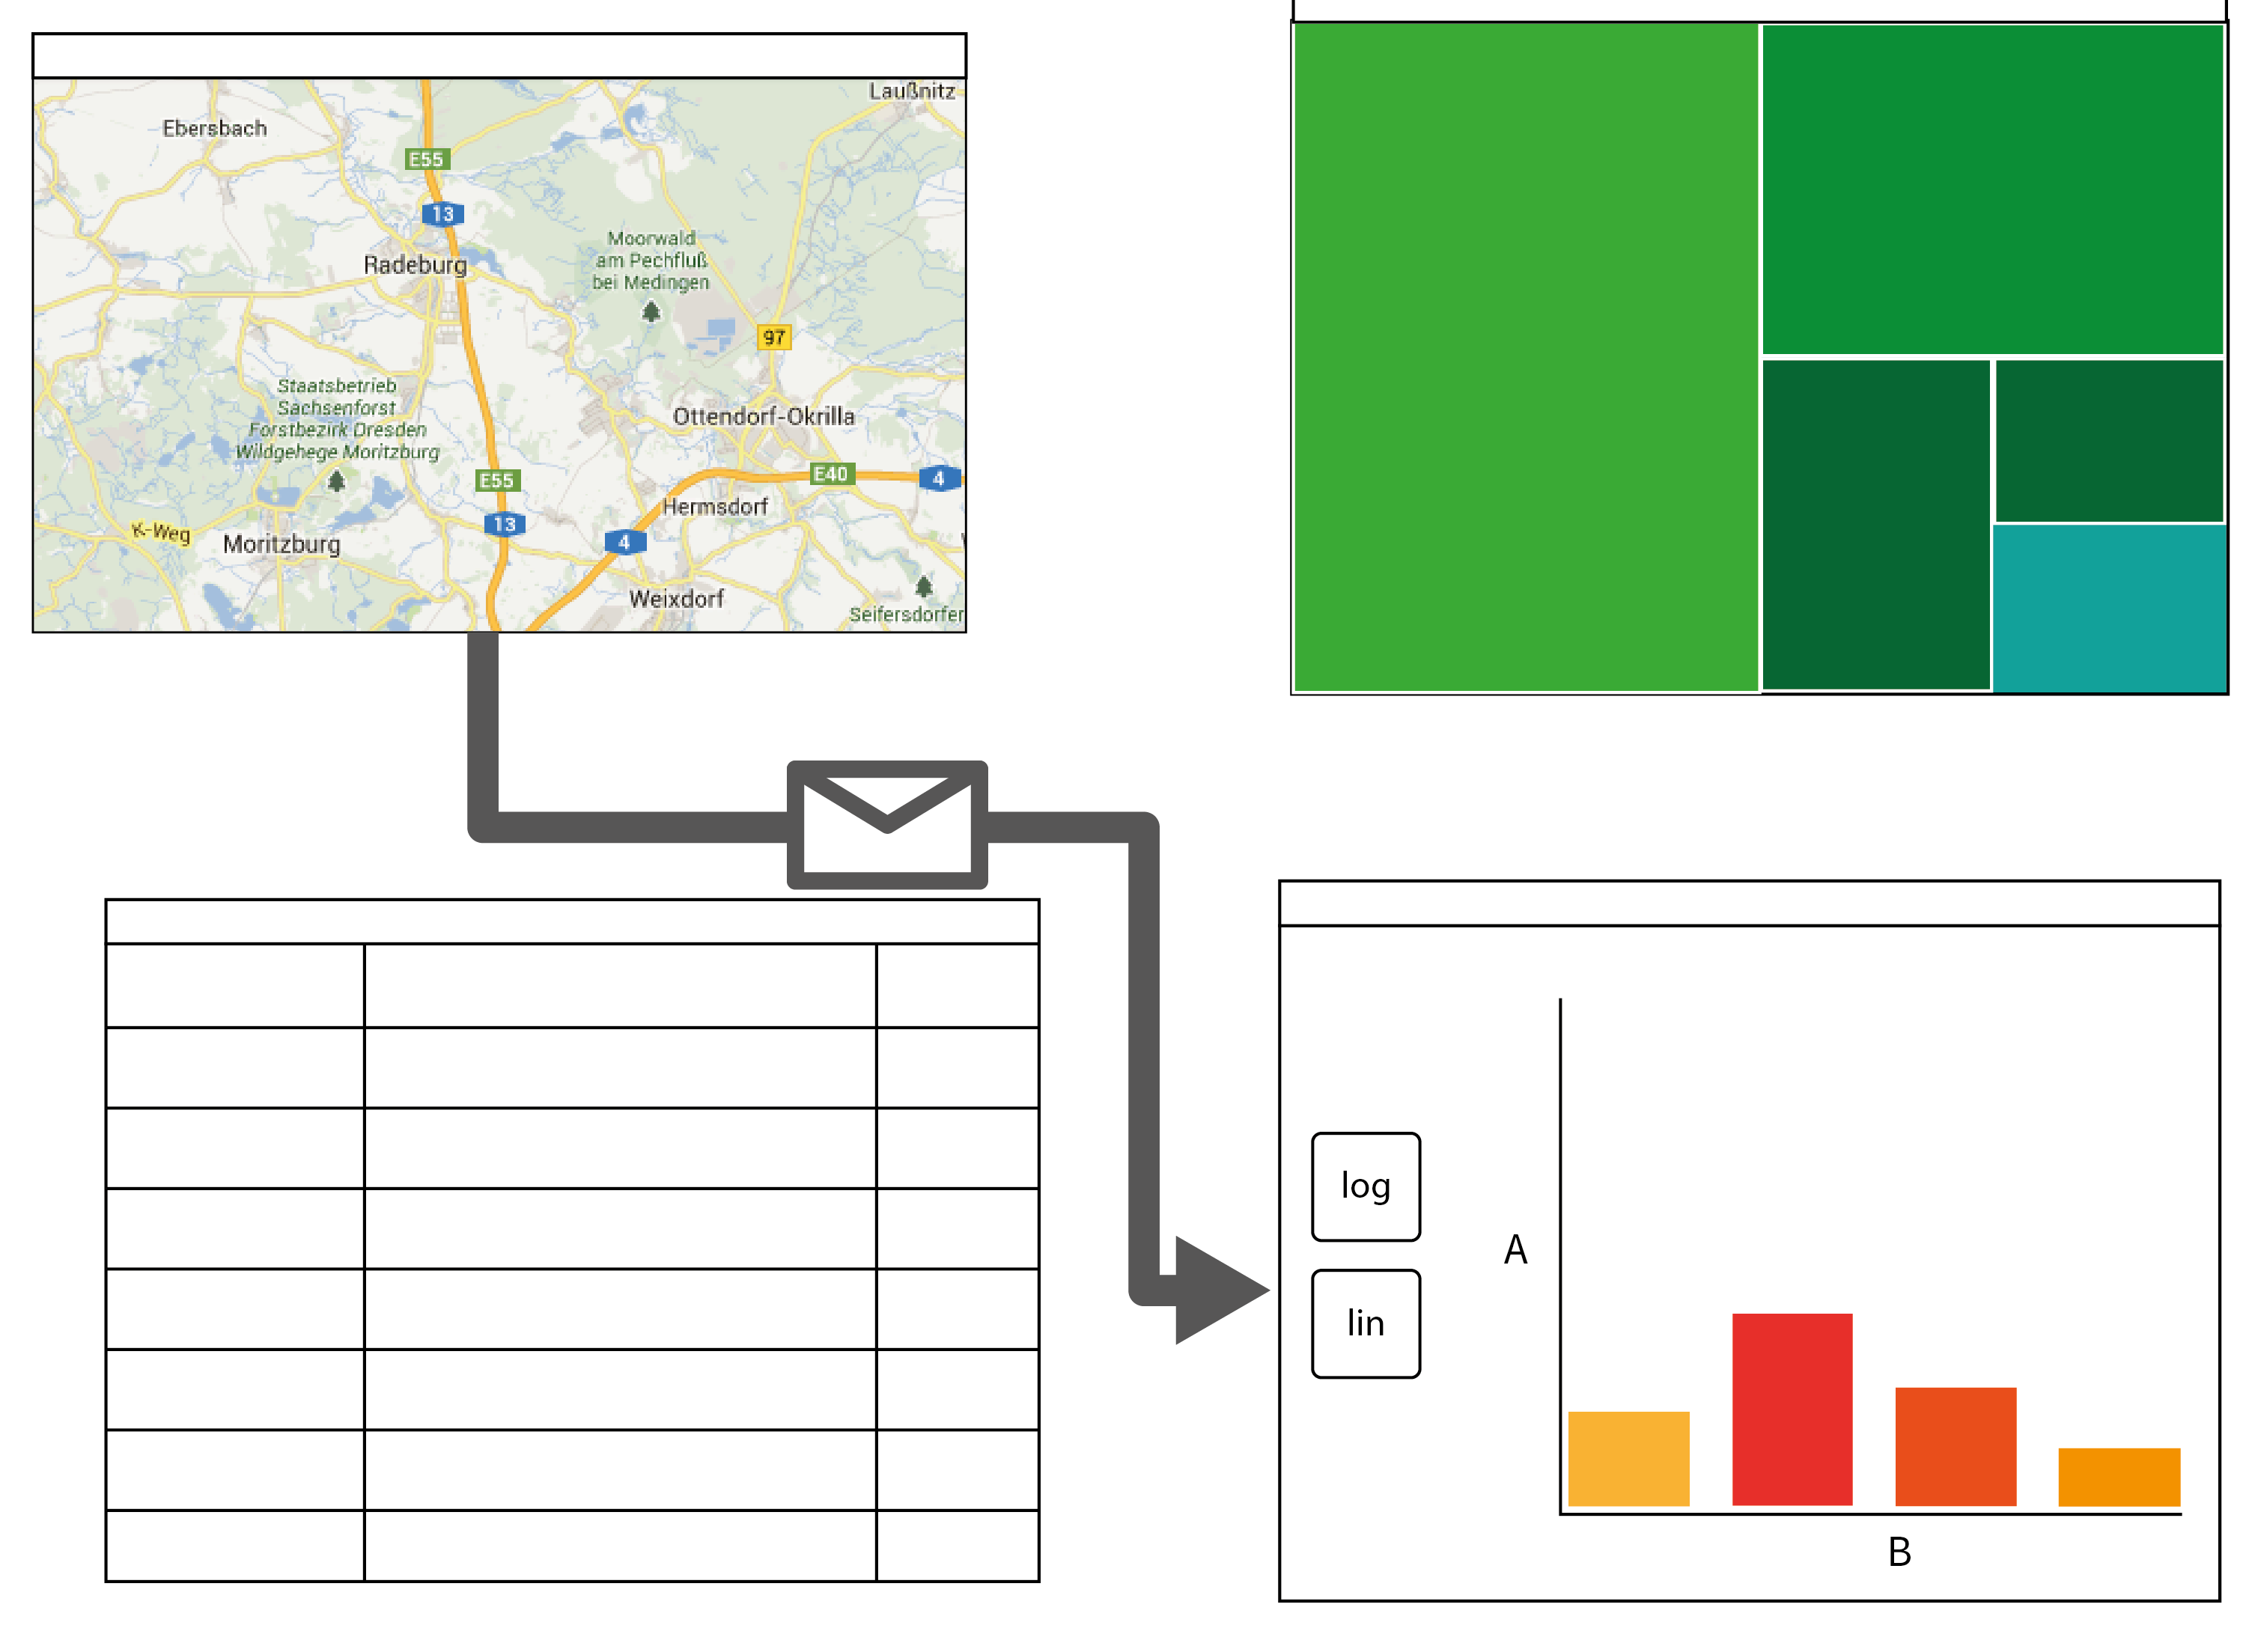 Laußnitz
Ebersbach
E55
13
Moorwald
am Pechfluß
bei Medingen
Radeburg
97
Staatsbetrieb
Sachsenforst
Forstbezirk Dresden
Wildgehege Moritzburg
Ottendorf-Okrilla
E55
E40
4
Hermsdorf
13
K-Weg
4
Moritzburg
Weixdorf
Seifersdorfer
log
A
lin
B